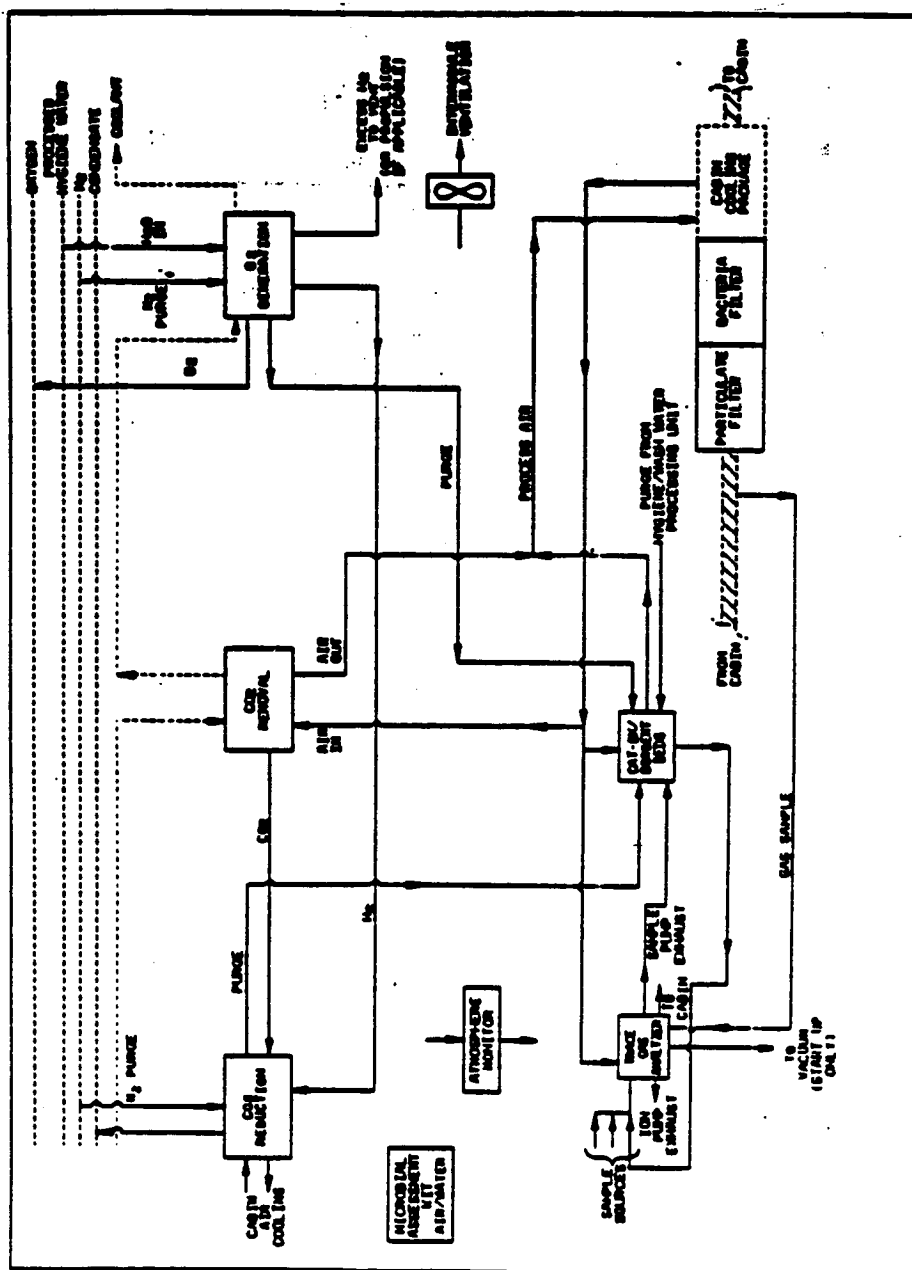 OXYGEN
PROCESSED
HYGIENE WATER
N2
CONDENSATE
COOLANT
H2O
IN
N2
PURGE
O2
GENERATION
O2
EXCESS H2
TO VENT
(OR PROPULSION
IF APPLICABLE)
INTERMODULE
VENTILATION
PURGE
PROCESS AIR
CO2
REMOVAL
AIR
OUT
AIR
IN
CO2
PURGE
H2
N2 PURGE
CO2
REDUCTION
CABIN
AIR
COOLING
ATMOSPHERE
MONITOR
MICROBIAL
ASSESSMENT
KIT
AIR/WATER
TO
CABIN
CABIN
COOLING
PACKAGE
BACTERIA
FILTER
PARTICULATE
FILTER
FROM
CABIN
PURGE FROM
HYGIENE/WASH WATER
PROCESSING UNIT
CAT-OX/
SORBENT
BEDS
GAS SAMPLE
SAMPLE
PUMP
EXHAUST
TO
CABIN
TRACE
GAS
ANALYZER
ION
PUMP
EXHAUST
SAMPLE
SOURCES
TO
VACUUM
(START UP
ONLY)